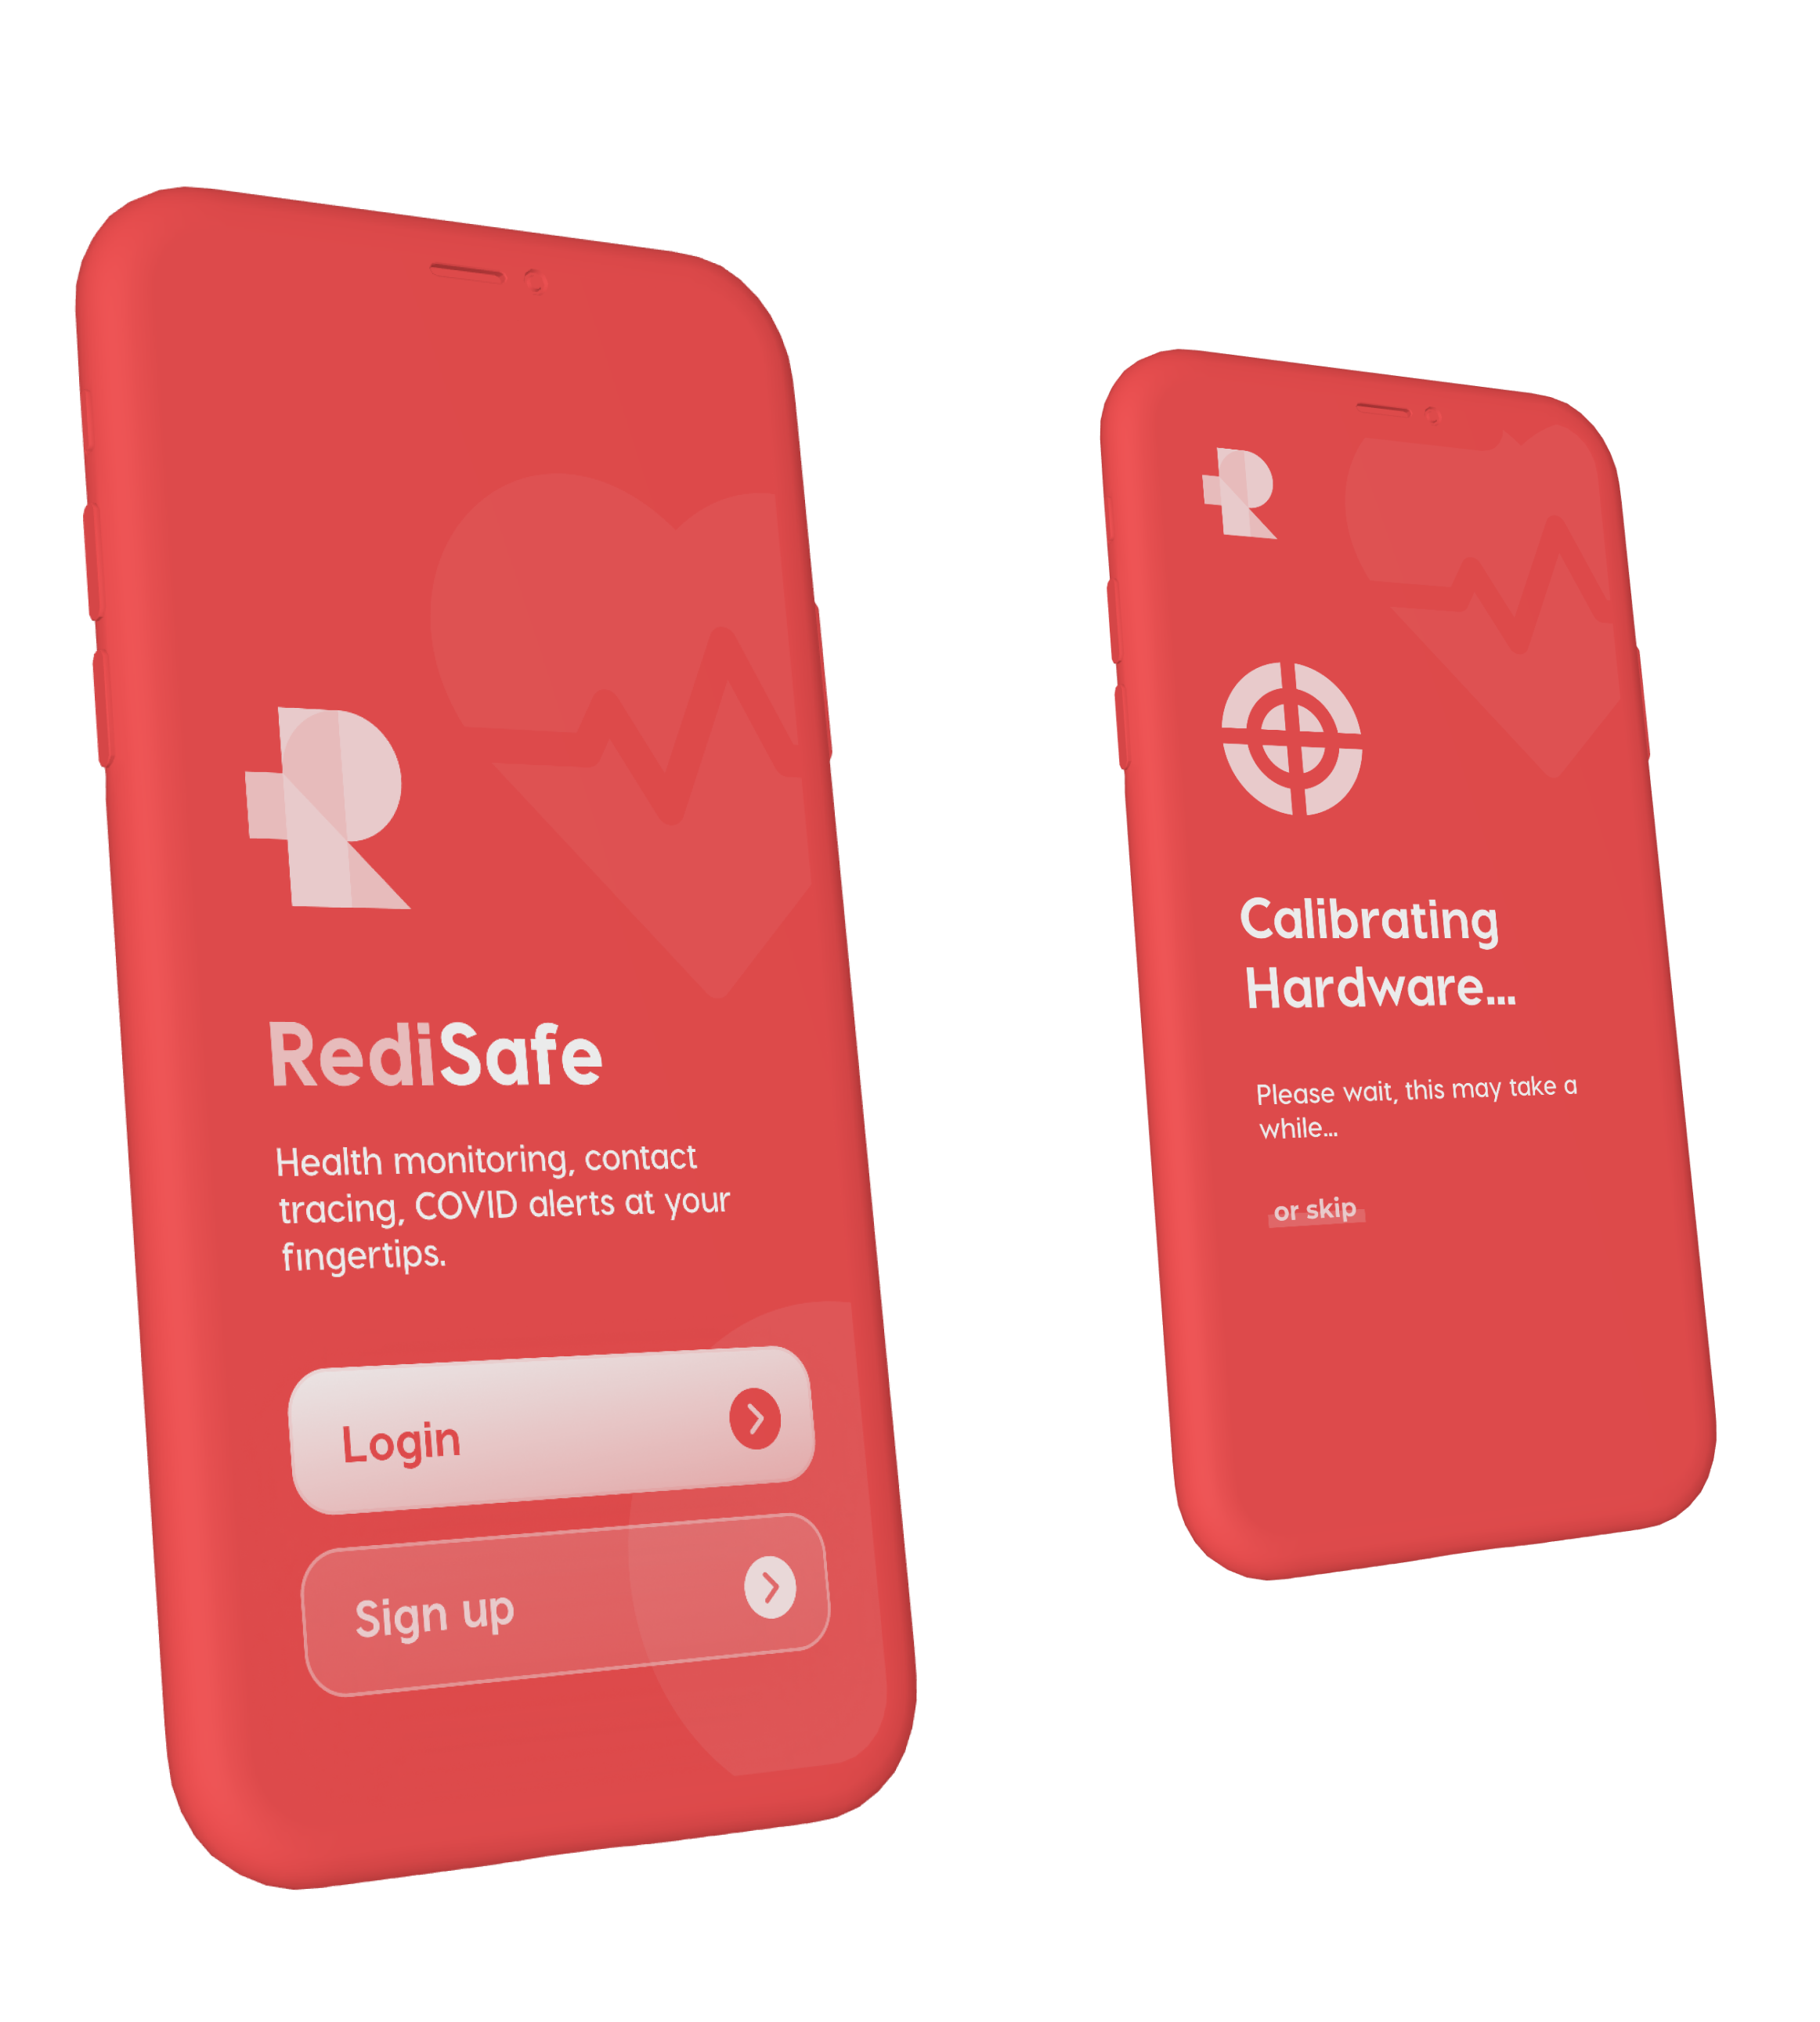 RediSafe
Health monitoring, contact
tracing, COVID alerts at your
fingertips.
Login
Sign up
Calibrating
Hardware...
Please wait, this may take a
while...
or skip